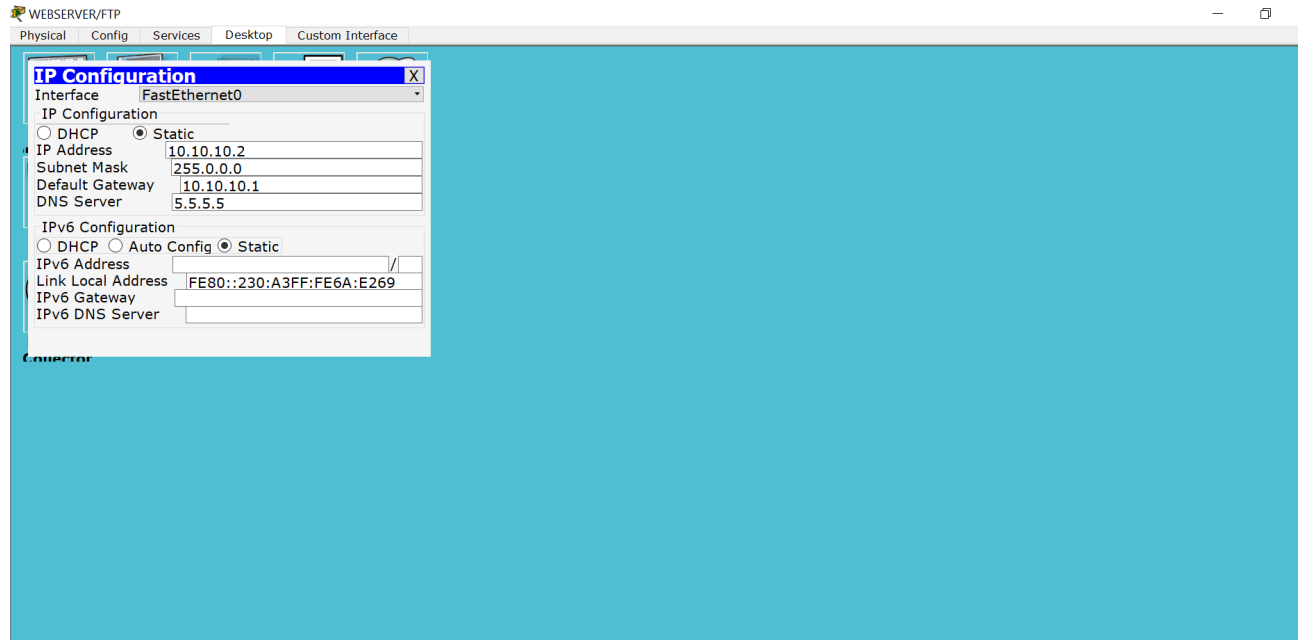 WEBSERVER/FTP
Physical Config Services Desktop Custom Interface
IP Configuration X
Interface FastEthernet0
IP Configuration
DHCP Static
IP Address 10.10.10.2
Subnet Mask 255.0.0.0
Default Gateway 10.10.10.1
DNS Server 5.5.5.5
IPv6 Configuration
DHCP Auto Config Static
IPv6 Address /
Link Local Address FE80::230:A3FF:FE6A:E269
IPv6 Gateway
IPv6 DNS Server
Collector